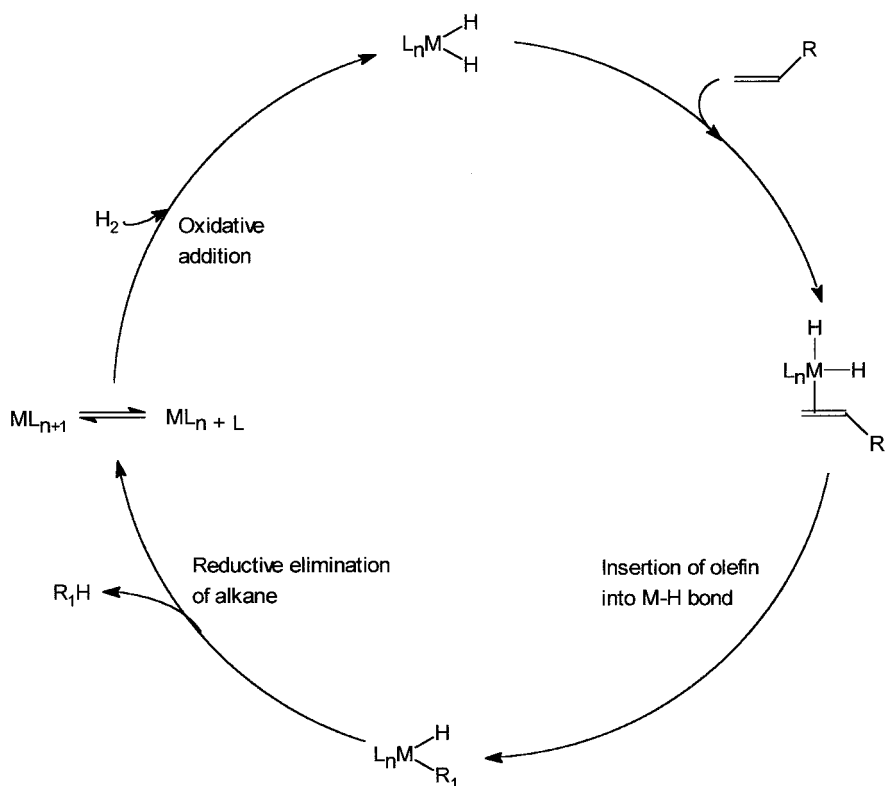 H
LₙM
H
R
H₂
Oxidative
addition
H
LₙM—H
R
MLₙ₊₁ ⇌ MLₙ + L
Reductive elimination
of alkane
R₁H
Insertion of olefin
into M-H bond
H
LₙM
R₁